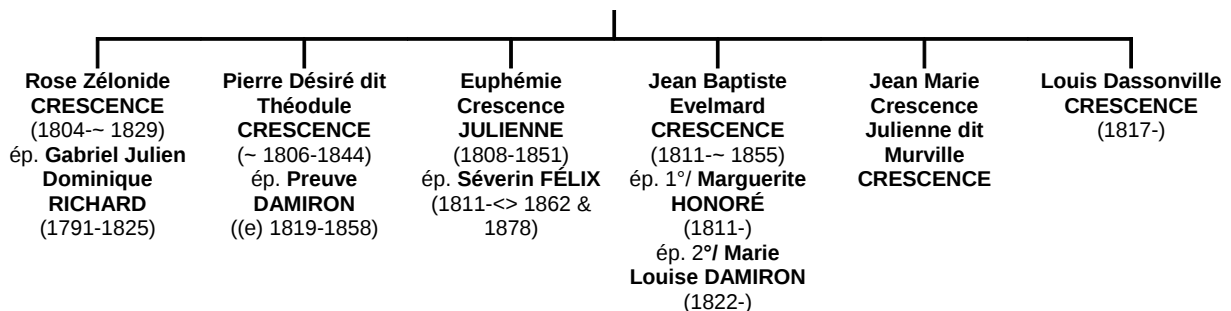 Rose Zélonide
CRESCENCE
(1804-~ 1829)
ép. Gabriel Julien
Dominique
RICHARD
(1791-1825)
Pierre Désiré dit
Théodule
CRESCENCE
(~ 1806-1844)
ép. Preuve
DAMIRON
((e) 1819-1858)
Euphémie
Crescence
JULIENNE
(1808-1851)
ép. Séverin FÉLIX
(1811-<> 1862 &
1878)
Jean Baptiste
Evelmard
CRESCENCE
(1811-~ 1855)
ép. 1°/ Marguerite
HONORÉ
(1811-)
ép. 2°/ Marie
Louise DAMIRON
(1822-)
Jean Marie
Crescence
Julienne dit
Murville
CRESCENCE
Louis Dassonville
CRESCENCE
(1817-)